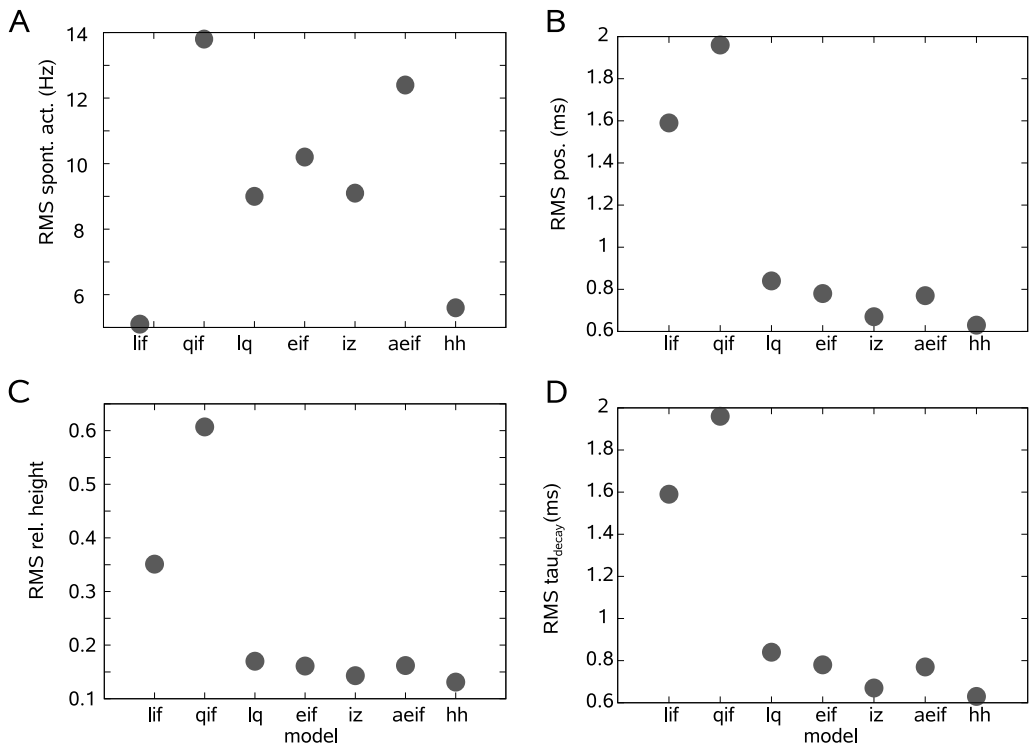 A
RMS spont. act. (Hz)
14
12
10
8
6
lif qif lq eif iz aeif hh
B
RMS pos. (ms)
2
1.8
1.6
1.4
1.2
1
0.8
0.6
lif qif lq eif iz aeif hh
C
RMS rel. height
0.6
0.5
0.4
0.3
0.2
0.1
lif qif lq eif iz aeif hh
model
D
RMS tau decay (ms)
2
1.8
1.6
1.4
1.2
1
0.8
0.6
lif qif lq eif iz aeif hh
model